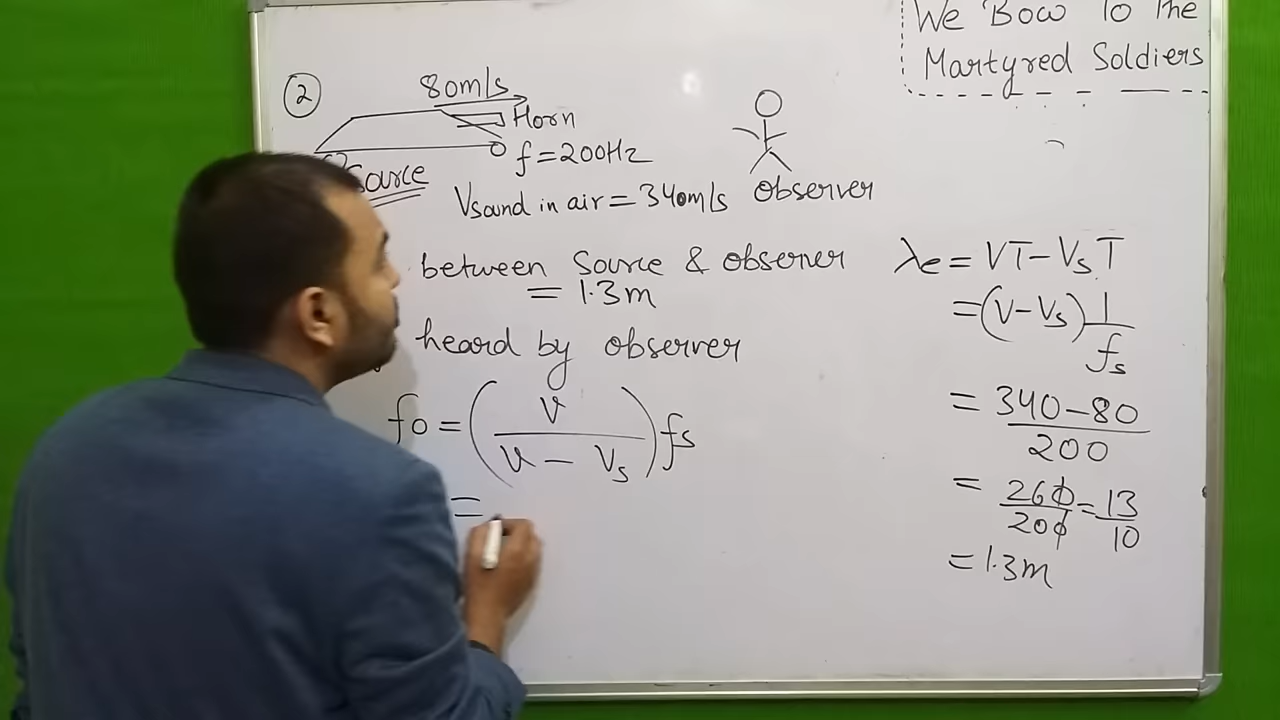 We Bow To The
Martyred Soldiers
②
80m/s
Horn
f=200Hz
Source
Vsound in air = 340m/s
Observer
between Source & observer
= 1.3m
heard by observer
fo = (V / V - Vs) fs
=
λe = VT - VsT
= (V - Vs) 1/fs
= 340 - 80 / 200
= 260/200 = 13/10
= 1.3m